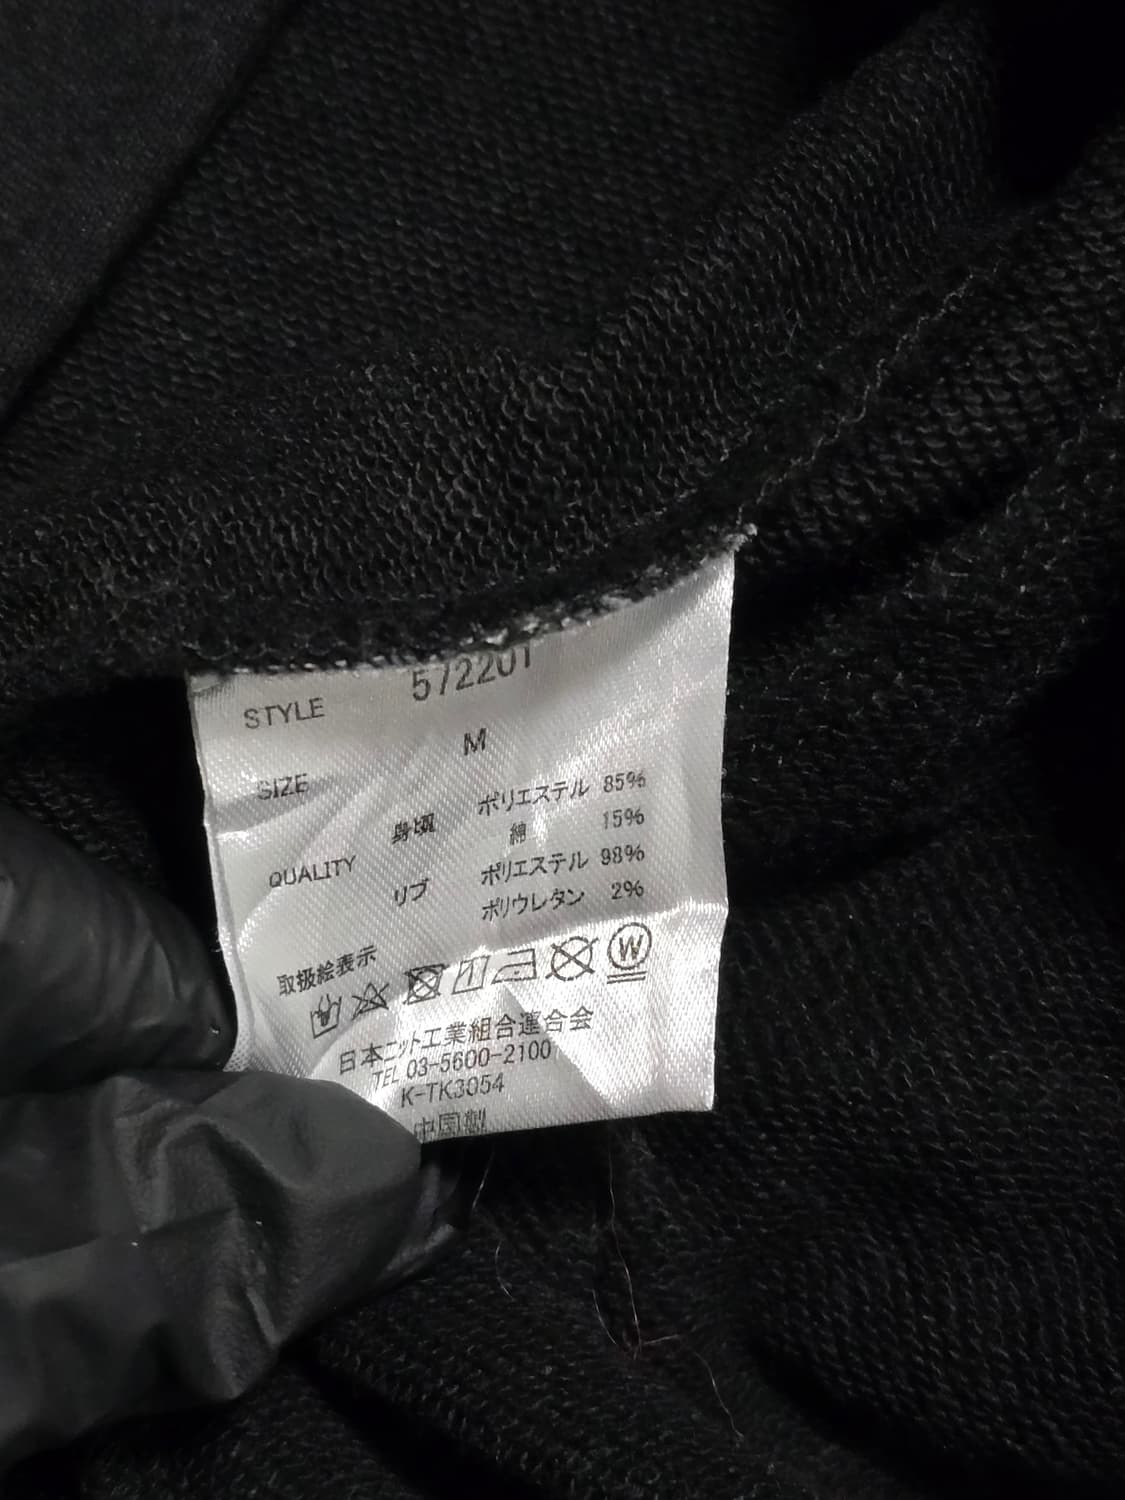 STYLE 572201
SIZE M
QUALITY 身頃 ポリエステル 85%
綿 15%
リブ ポリエステル 98%
ポリウレタン 2%
取扱絵表示
W
日本ニット工業組合連合会
TEL 03-5600-2100
K-TK3054
中国製